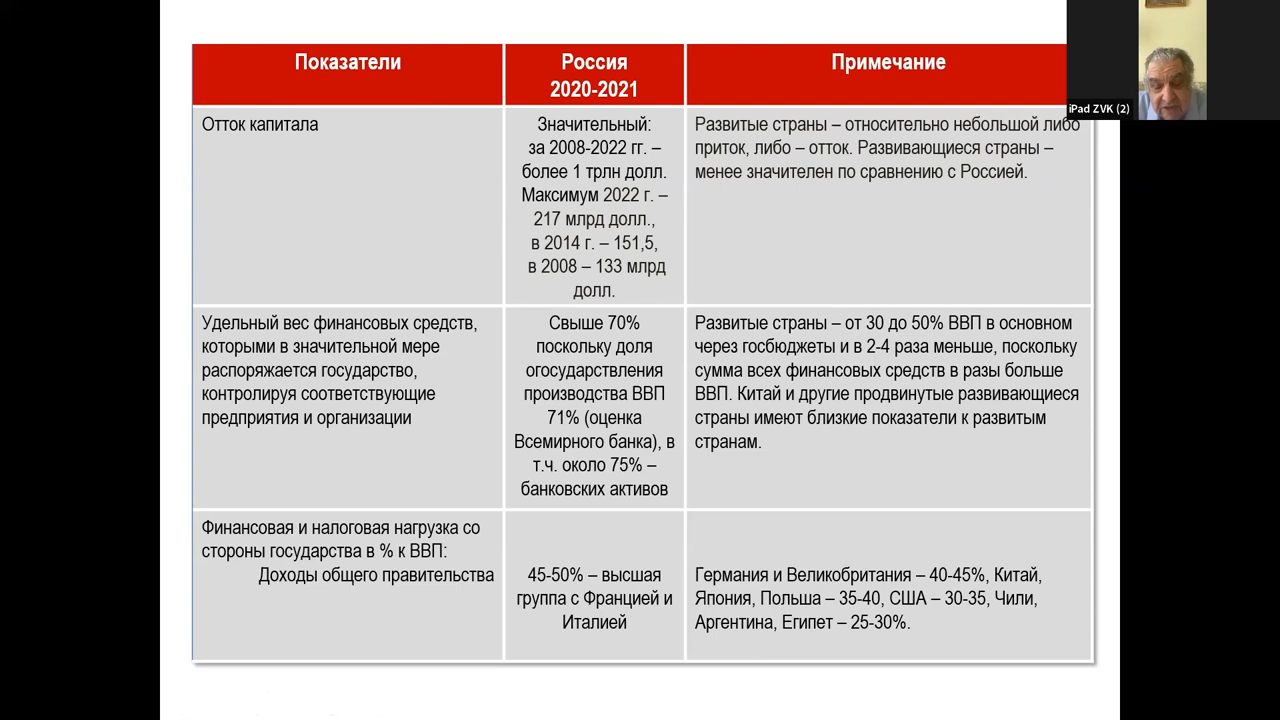 Показатели
Россия
2020-2021
Примечание
iPad ZVK (2)
Отток капитала
Значительный:
за 2008-2022 гг. –
более 1 трлн долл.
Максимум 2022 г. –
217 млрд долл.,
в 2014 г. – 151,5,
в 2008 – 133 млрд
долл.
Развитые страны – относительно небольшой либо
приток, либо – отток. Развивающиеся страны –
менее значителен по сравнению с Россией.
Удельный вес финансовых средств,
которыми в значительной мере
распоряжается государство,
контролируя соответствующие
предприятия и организации
Свыше 70%
поскольку доля
огосударствления
производства ВВП
71% (оценка
Всемирного банка), в
т.ч. около 75% –
банковских активов
Развитые страны – от 30 до 50% ВВП в основном
через госбюджеты и в 2-4 раза меньше, поскольку
сумма всех финансовых средств в разы больше
ВВП. Китай и другие продвинутые развивающиеся
страны имеют близкие показатели к развитым
странам.
Финансовая и налоговая нагрузка со
стороны государства в % к ВВП:
Доходы общего правительства
45-50% – высшая
группа с Францией и
Италией
Германия и Великобритания – 40-45%, Китай,
Япония, Польша – 35-40, США – 30-35, Чили,
Аргентина, Египет – 25-30%.